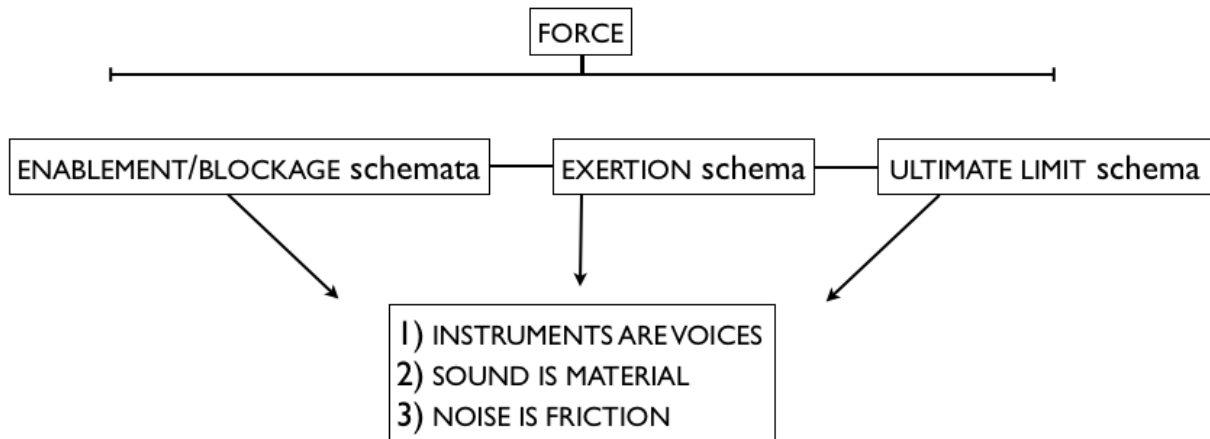 FORCE
ENABLEMENT/BLOCKAGE schemata
EXERTION schema
ULTIMATE LIMIT schema
1) INSTRUMENTS ARE VOICES
2) SOUND IS MATERIAL
3) NOISE IS FRICTION